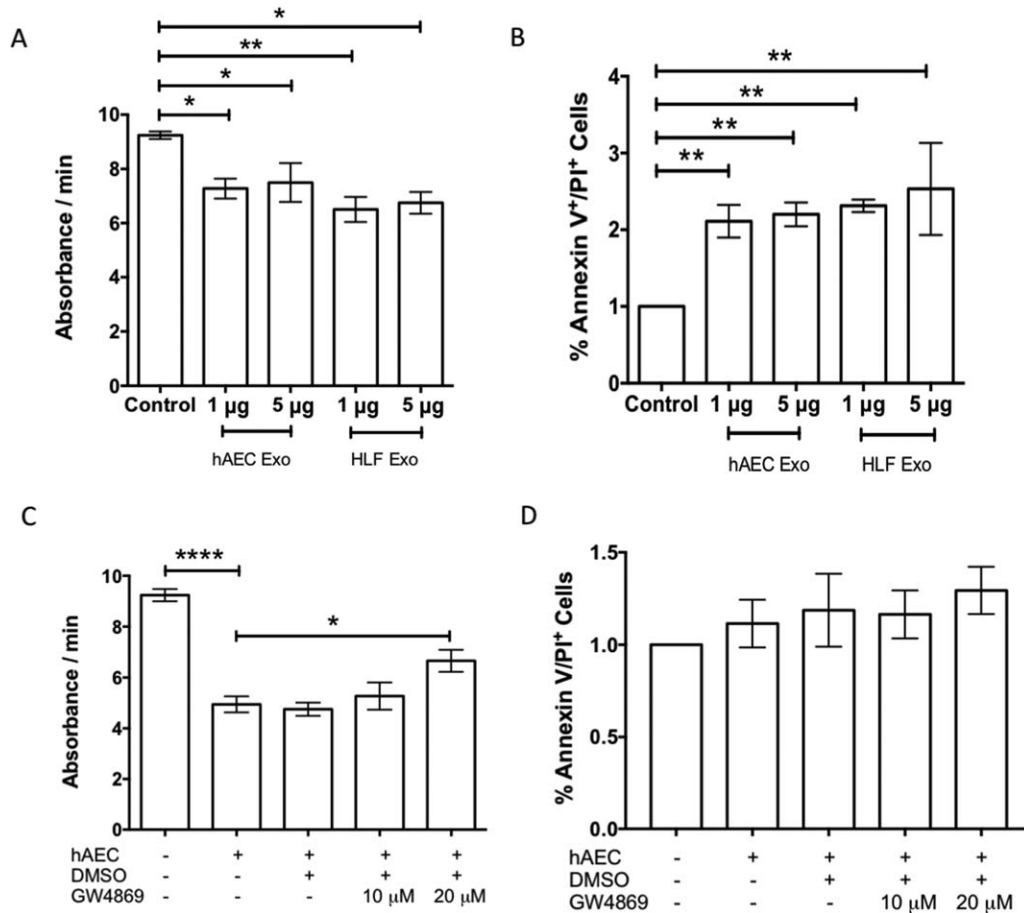 A
*
**
*
*
Absorbance / min
10
8
6
4
2
0
Control 1 µg 5 µg 1 µg 5 µg
hAEC Exo HLF Exo
B
**
**
**
**
% Annexin V+/PI+ Cells
4
3
2
1
0
Control 1 µg 5 µg 1 µg 5 µg
hAEC Exo HLF Exo
C
****
*
Absorbance / min
10
8
6
4
2
0
hAEC - + + + +
DMSO - - + + +
GW4869 - - - 10 µM 20 µM
D
% Annexin V/PI+ Cells
1.5
1.0
0.5
0.0
hAEC - + + + +
DMSO - - + + +
GW4869 - - - 10 µM 20 µM